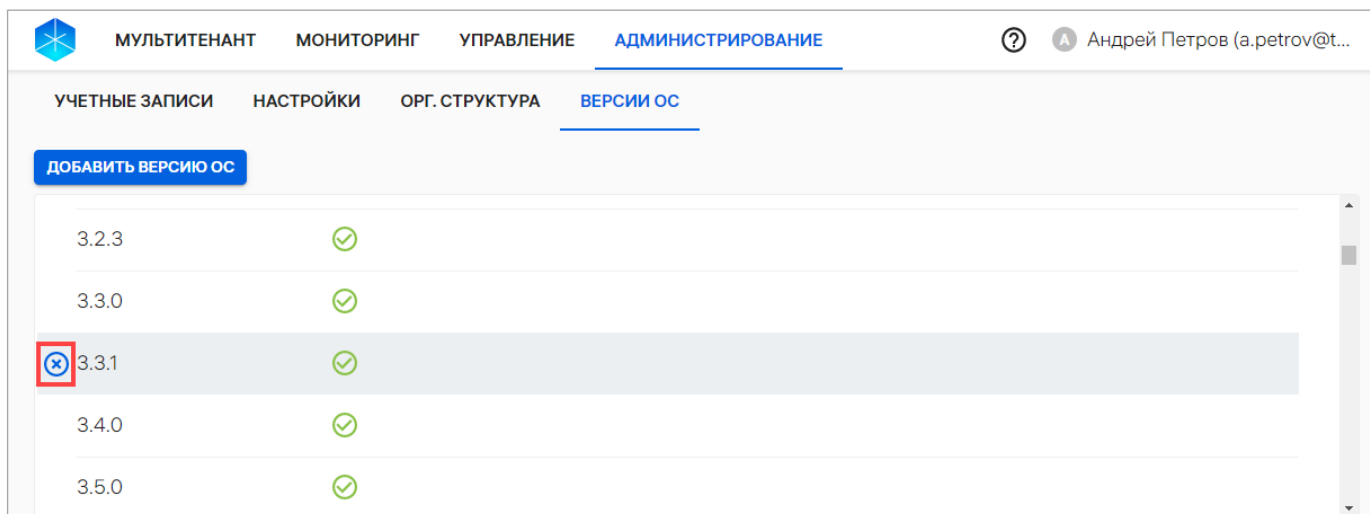 МУЛЬТИТЕНАНТ МОНИТОРИНГ УПРАВЛЕНИЕ АДМИНИСТРИРОВАНИЕ ? А Андрей Петров (a.petrov@t...
УЧЕТНЫЕ ЗАПИСИ НАСТРОЙКИ ОРГ. СТРУКТУРА ВЕРСИИ ОС
ДОБАВИТЬ ВЕРСИЮ ОС
3.2.3
3.3.0
3.3.1
3.4.0
3.5.0